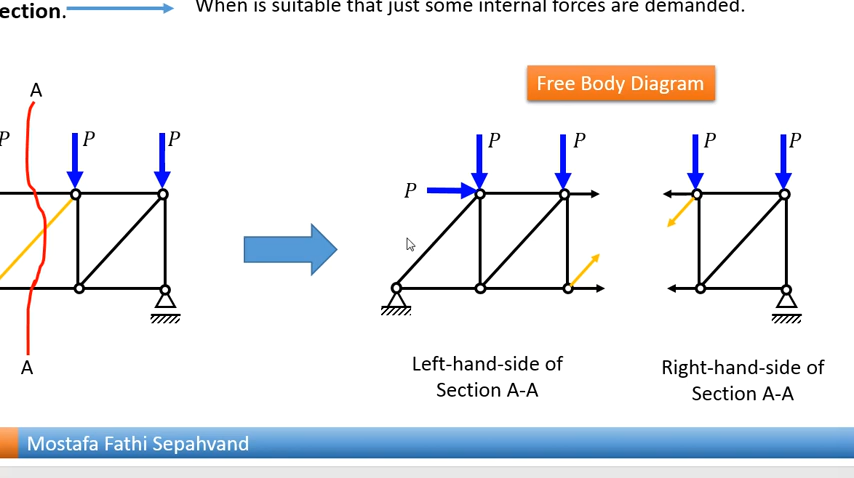 ection.
When is suitable that just some internal forces are demanded.
Free Body Diagram
A
P P P
P P P P
P
A
Left-hand-side of
Section A-A
Right-hand-side of
Section A-A
Mostafa Fathi Sepahvand